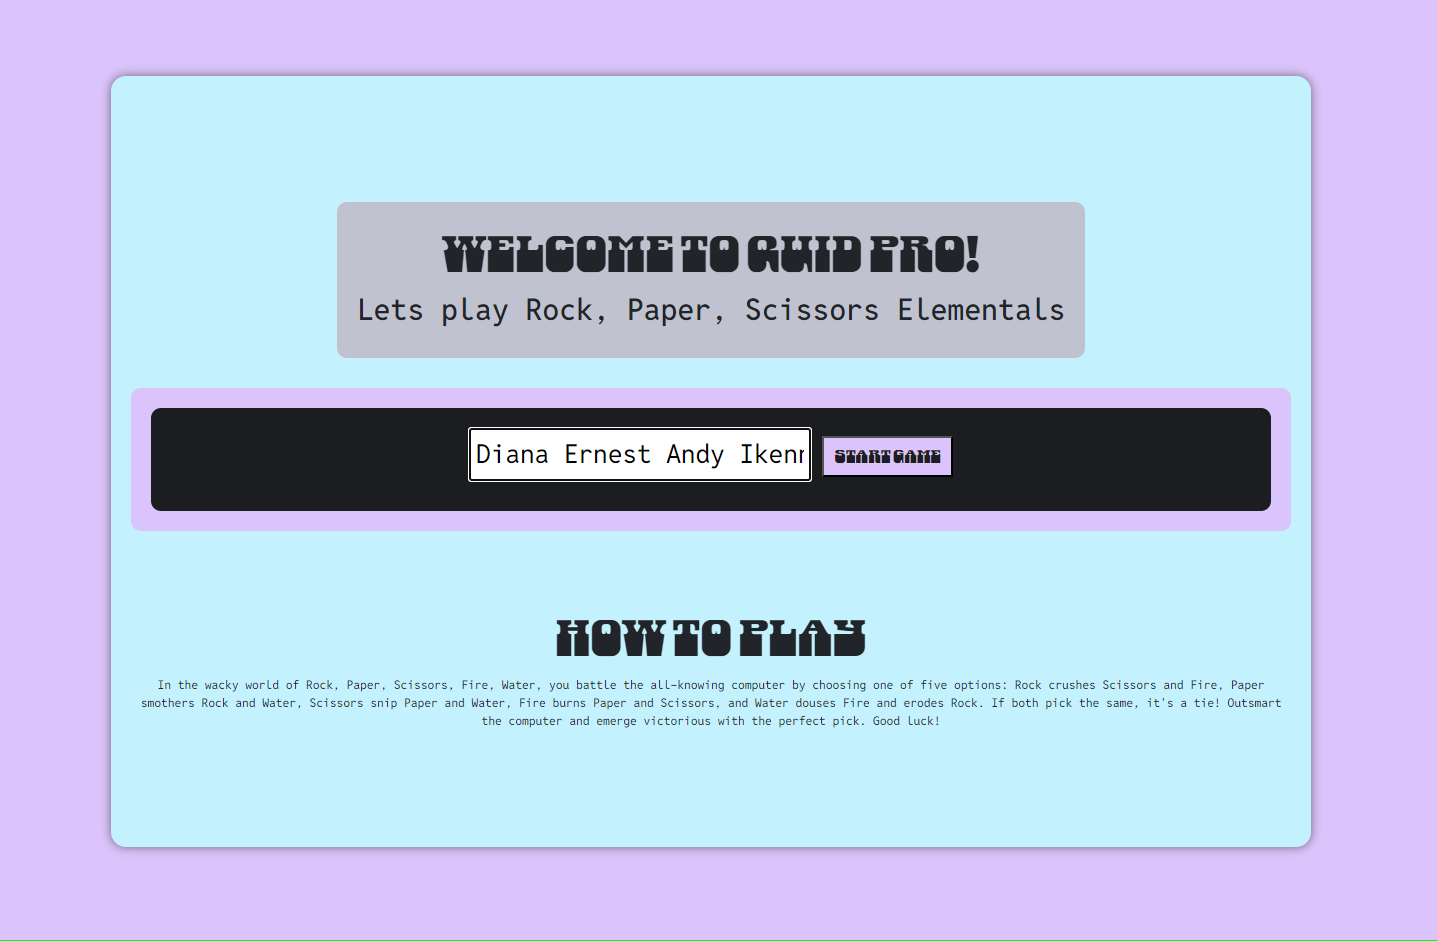 WELCOME TO QUID PRO!
Lets play Rock, Paper, Scissors Elementals
Diana Ernest Andy
START GAME
HOW TO PLAY
In the wacky world of Rock, Paper, Scissors, Fire, Water, you battle the all-knowing computer by choosing one of five options: Rock crushes Scissors and Fire, Paper
smothers Rock and Water, Scissors snip Paper and Water, Fire burns Paper and Scissors, and Water douses Fire and erodes Rock. If both pick the same, it's a tie! Outsmart
the computer and emerge victorious with the perfect pick. Good luck!